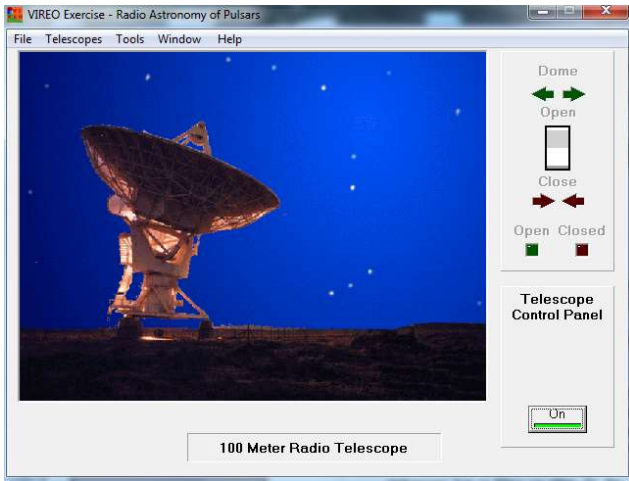 VIREO Exercise - Radio Astronomy of Pulsars
File Telescopes Tools Window Help
Dome
Open
Close
Open Closed
Telescope
Control Panel
On
100 Meter Radio Telescope